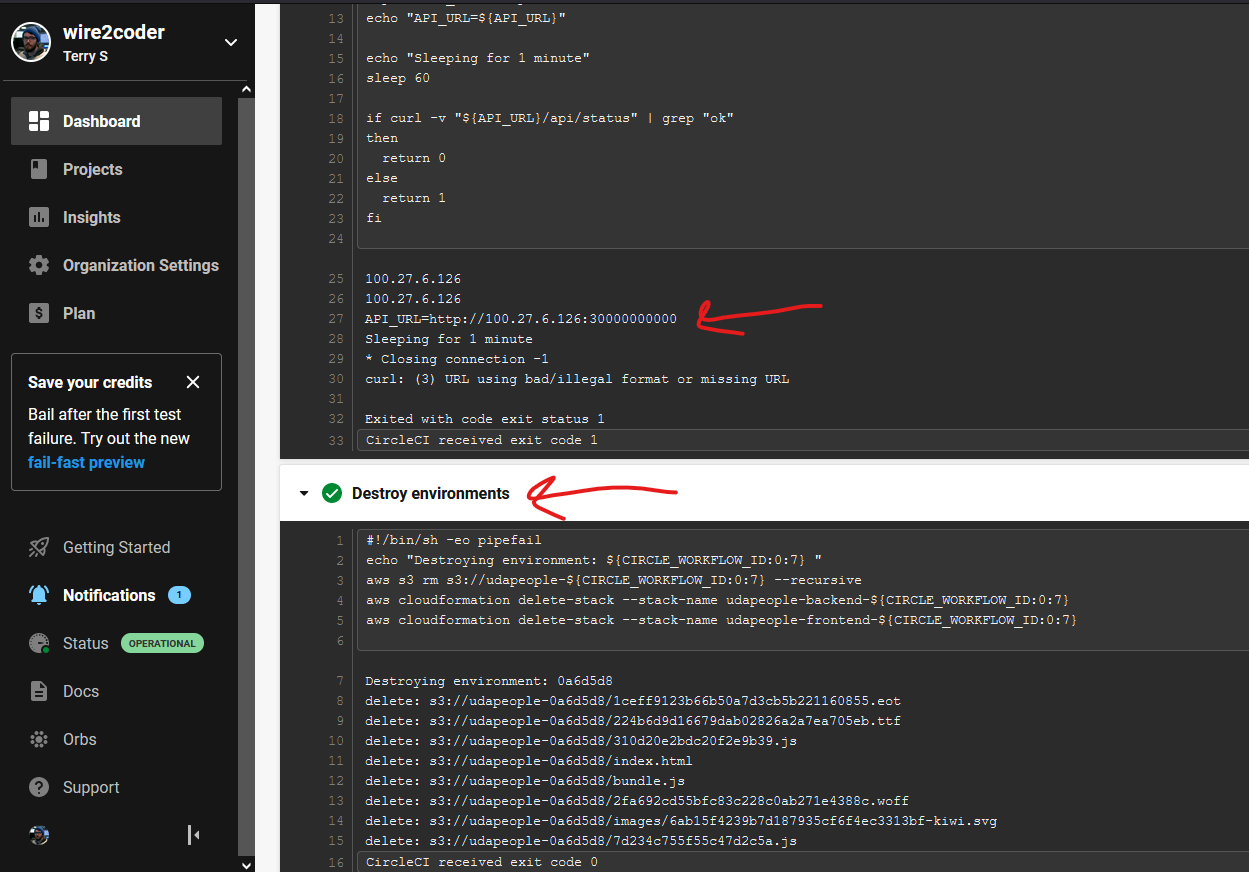 wire2coder
Terry S
Dashboard
Projects
Insights
Organization Settings
Plan
Save your credits
Bail after the first test
failure. Try out the new
fail-fast preview
Getting Started
Notifications 1
Status OPERATIONAL
Docs
Orbs
Support
13 echo "API_URL=${API_URL}"
14
15 echo "Sleeping for 1 minute"
16 sleep 60
17
18 if curl -v "${API_URL}/api/status" | grep "ok"
19 then
20 return 0
21 else
22 return 1
23 fi
24
25 100.27.6.126
26 100.27.6.126
27 API_URL=http://100.27.6.126:30000000000
28 Sleeping for 1 minute
29 * Closing connection -1
30 curl: (3) URL using bad/illegal format or missing URL
31
32 Exited with code exit status 1
33 CircleCI received exit code 1
Destroy environments
1 #!/bin/sh -eo pipefail
2 echo "Destroying environment: ${CIRCLE_WORKFLOW_ID:0:7} "
3 aws s3 rm s3://udapeople-${CIRCLE_WORKFLOW_ID:0:7} --recursive
4 aws cloudformation delete-stack --stack-name udapeople-backend-${CIRCLE_WORKFLOW_ID:0:7}
5 aws cloudformation delete-stack --stack-name udapeople-frontend-${CIRCLE_WORKFLOW_ID:0:7}
6
7 Destroying environment: 0a6d5d8
8 delete: s3://udapeople-0a6d5d8/1ceff9123b66b50a7d3cb5b221160855.eot
9 delete: s3://udapeople-0a6d5d8/224b6d9d16679dab02826a2a7ea705eb.ttf
10 delete: s3://udapeople-0a6d5d8/310d20e2bdc20f2e9b39.js
11 delete: s3://udapeople-0a6d5d8/index.html
12 delete: s3://udapeople-0a6d5d8/bundle.js
13 delete: s3://udapeople-0a6d5d8/2fa692cd55bfc83c228c0ab271e4388c.woff
14 delete: s3://udapeople-0a6d5d8/images/6ab15f4239b7d187935cf6f4ec3313bf-kiwi.svg
15 delete: s3://udapeople-0a6d5d8/7d234c755f55c47d2c5a.js
16 CircleCI received exit code 0